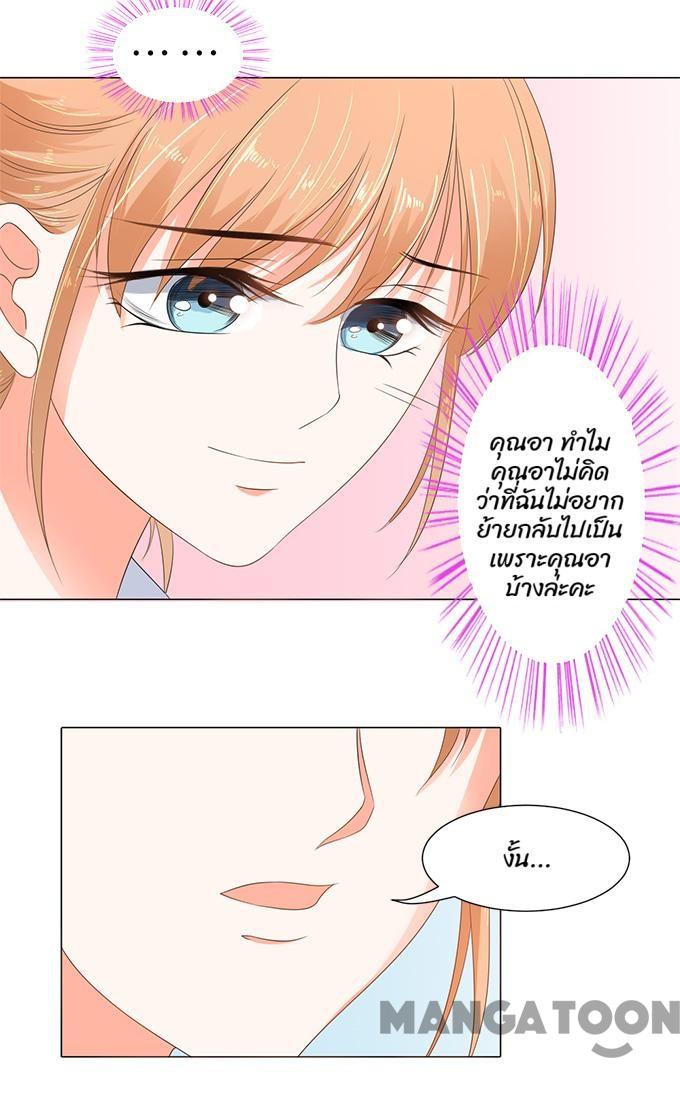 ······
คุณอา ทำไม
คุณอาไม่คิด
ว่าที่ฉันไม่อยาก
ย้ายกลับไปเป็น
เพราะคุณอา
บ้างล่ะคะ
งั้น...
MANGATOON